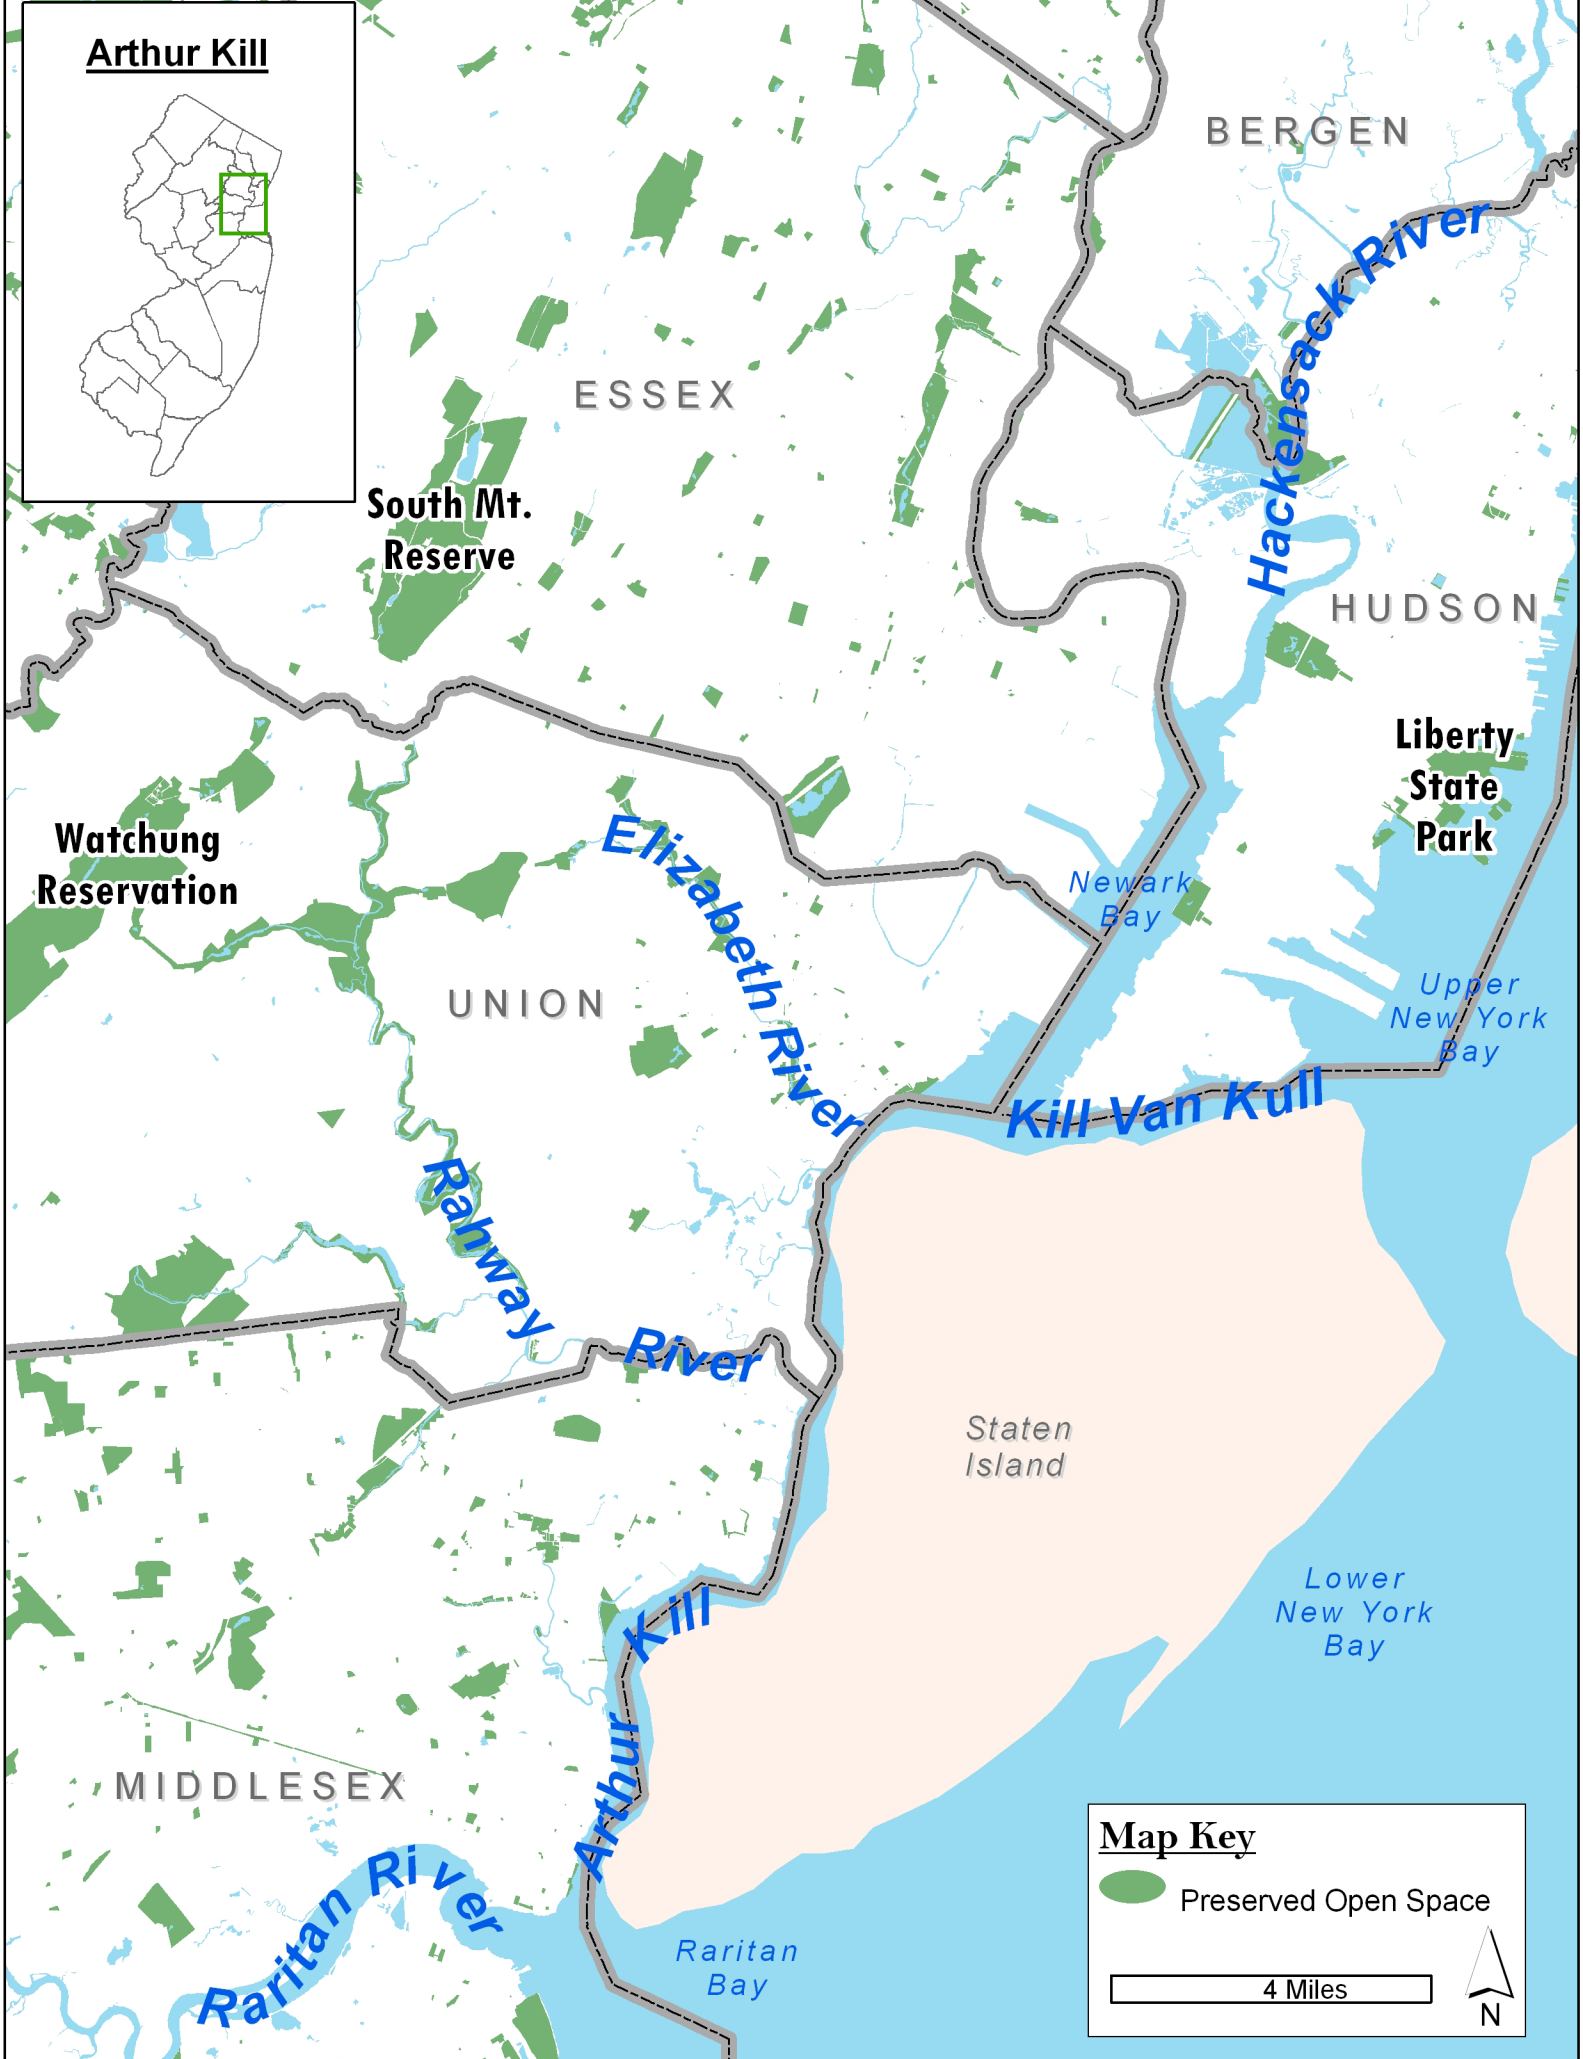 Arthur Kill
BERGEN
Hackensack River
ESSEX
South Mt.
Reserve
HUDSON
Liberty
State
Park
Watchung
Reservation
Elizabeth River
Newark
Bay
UNION
Upper
New York
Bay
Kill Van Kull
Rahway
River
Staten
Island
Lower
New York
Bay
Arthur Kill
MIDDLESEX
Raritan River
Raritan
Bay
Map Key
Preserved Open Space
4 Miles
N